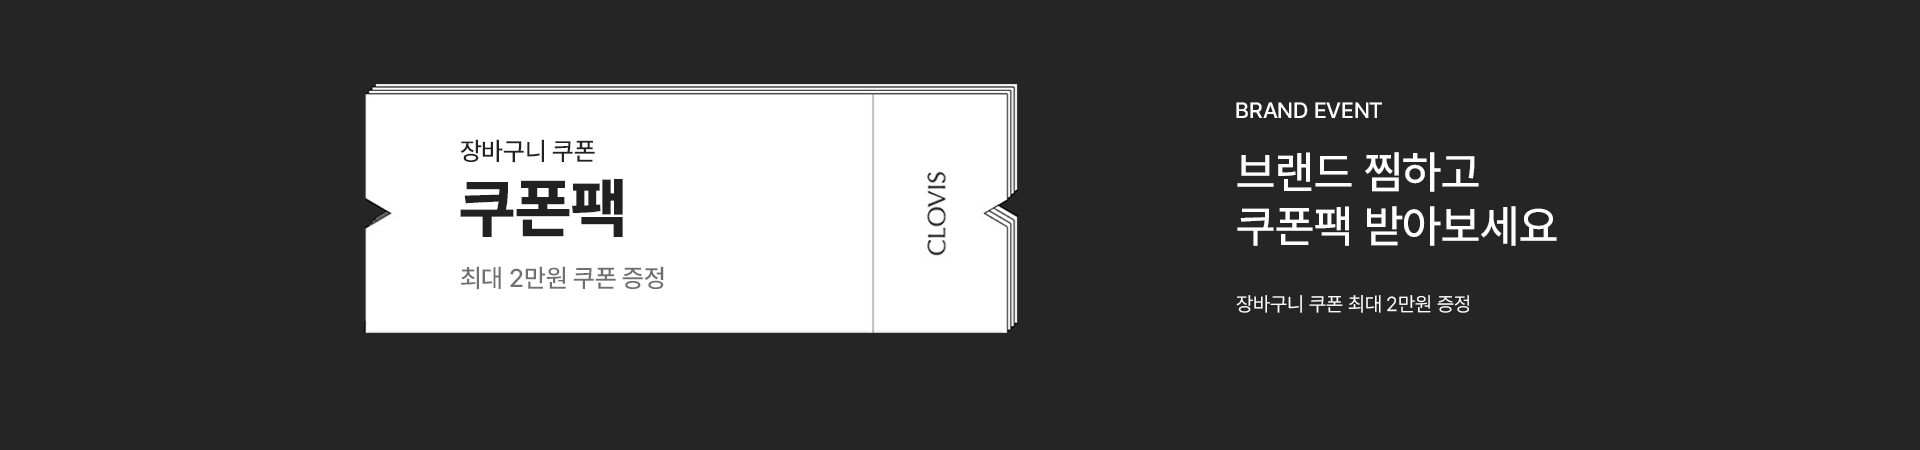 장바구니 쿠폰
쿠폰팩
최대 2만원 쿠폰 증정
CLOVIS
BRAND EVENT
브랜드 찜하고
쿠폰팩 받아보세요
장바구니 쿠폰 최대 2만원 증정